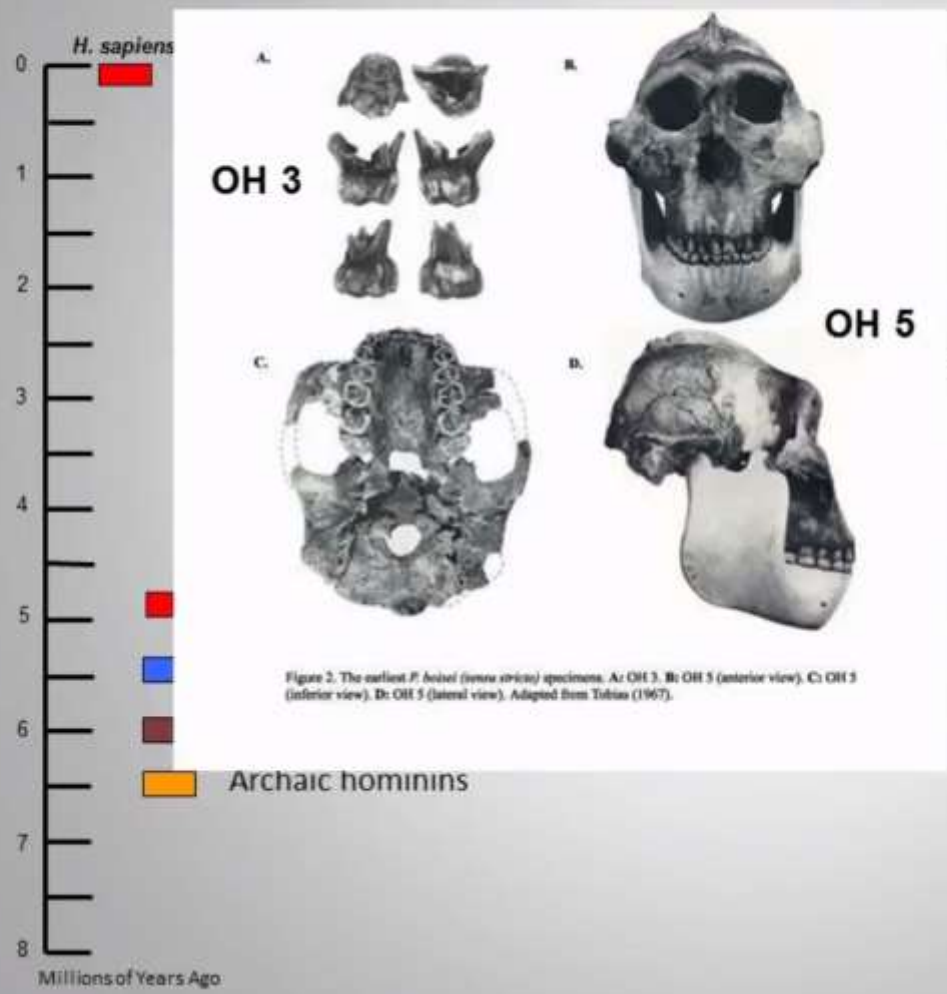 H. sapiens
0
1
2
3
4
5
6
7
8
Millions of Years Ago
A.
B.
OH 3
OH 5
C.
D.
Figure 2. The earliest P. boisei (sensu stricto) specimens. A: OH 3. B: OH 5 (anterior view). C: OH 5
(inferior view). D: OH 5 (lateral view). Adapted from Tobias (1967).
Archaic hominins